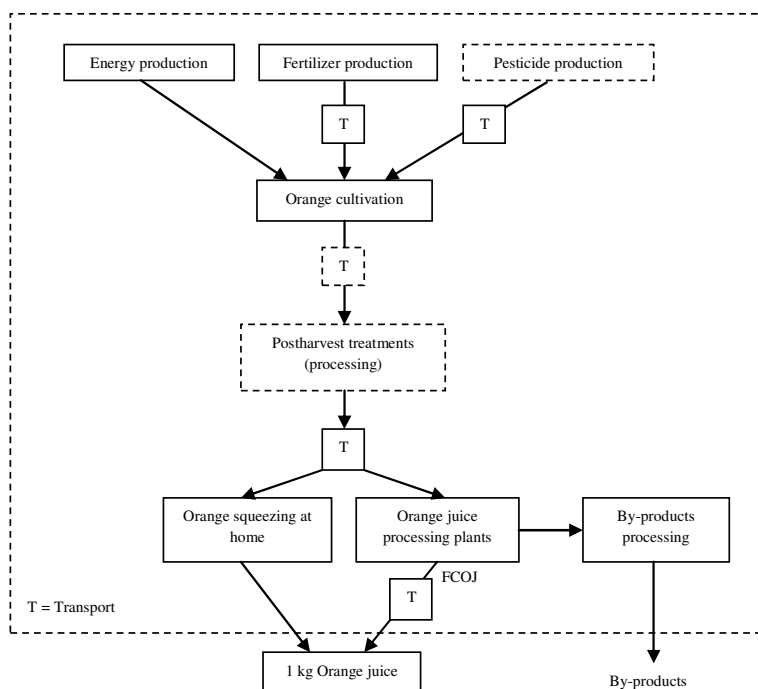 Energy production
Fertilizer production
Pesticide production
T
T
Orange cultivation
T
Postharvest treatments
(processing)
T
Orange squeezing at
home
Orange juice
processing plants
By-products
processing
FCOJ
T
T = Transport
1 kg Orange juice
By-products